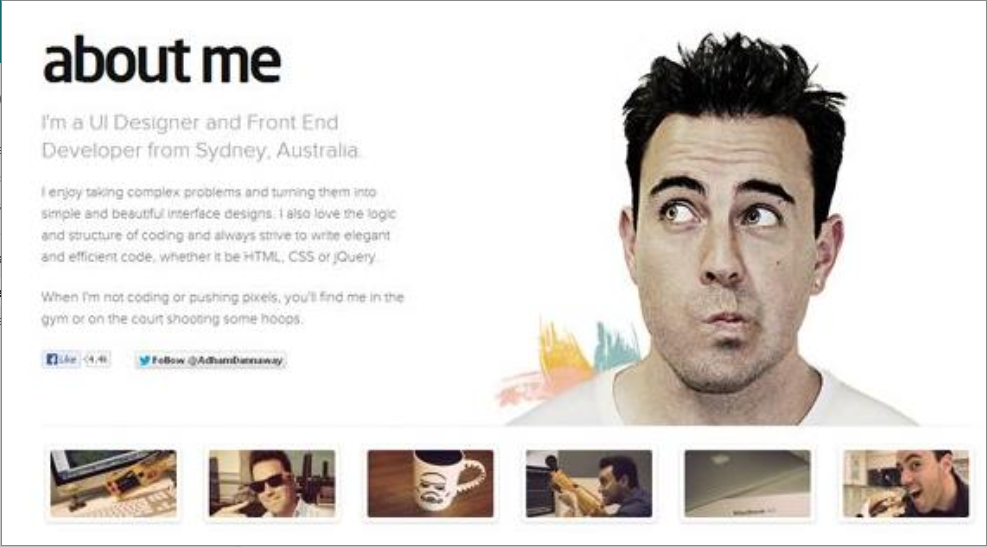 about me
I'm a UI Designer and Front End
Developer from Sydney, Australia.
I enjoy taking complex problems and turning them into
simple and beautiful interface designs. I also love the logic
and structure of coding and always strive to write elegant
and efficient code, whether it be HTML, CSS or jQuery.
When I'm not coding or pushing pixels, you'll find me in the
gym or on the court shooting some hoops.
Like 4.4k Follow @AdhamDannaway
MacBook